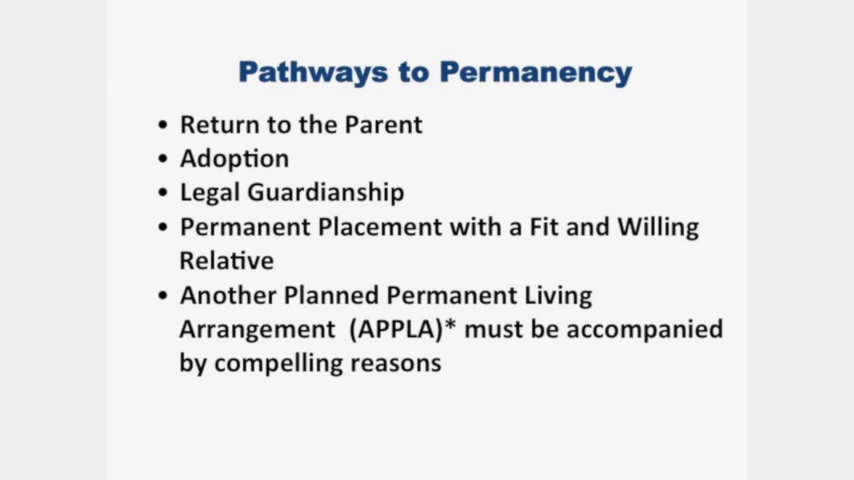 Pathways to Permanency
• Return to the Parent
• Adoption
• Legal Guardianship
• Permanent Placement with a Fit and Willing
Relative
• Another Planned Permanent Living
Arrangement (APPLA)* must be accompanied
by compelling reasons